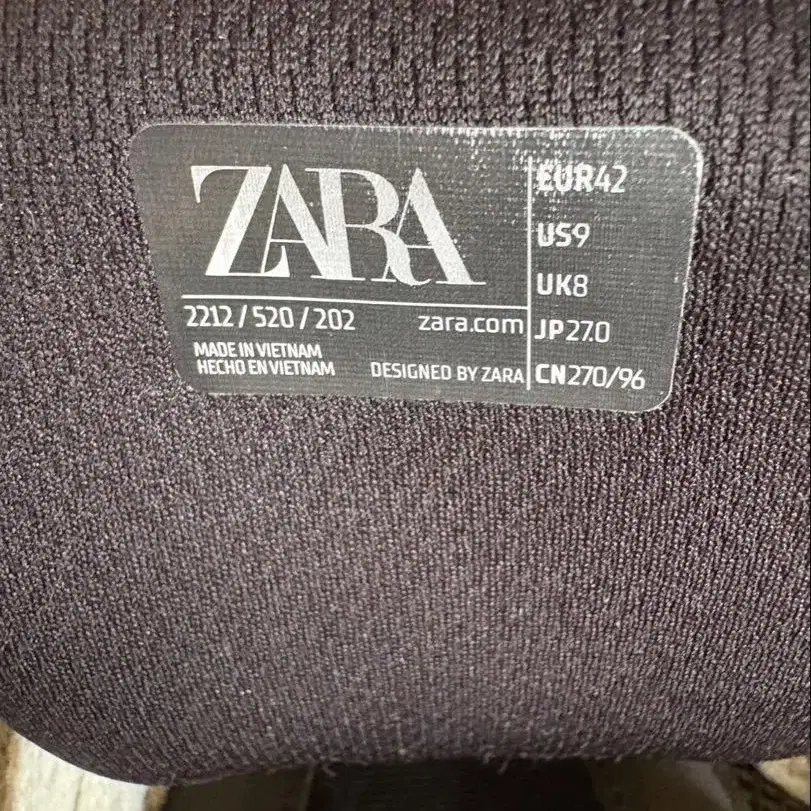 ZARA
2212 / 520 / 202
zara.com
MADE IN VIETNAM
HECHO EN VIETNAM
DESIGNED BY ZARA
EUR42
US9
UK8
JP27.0
CN270/96